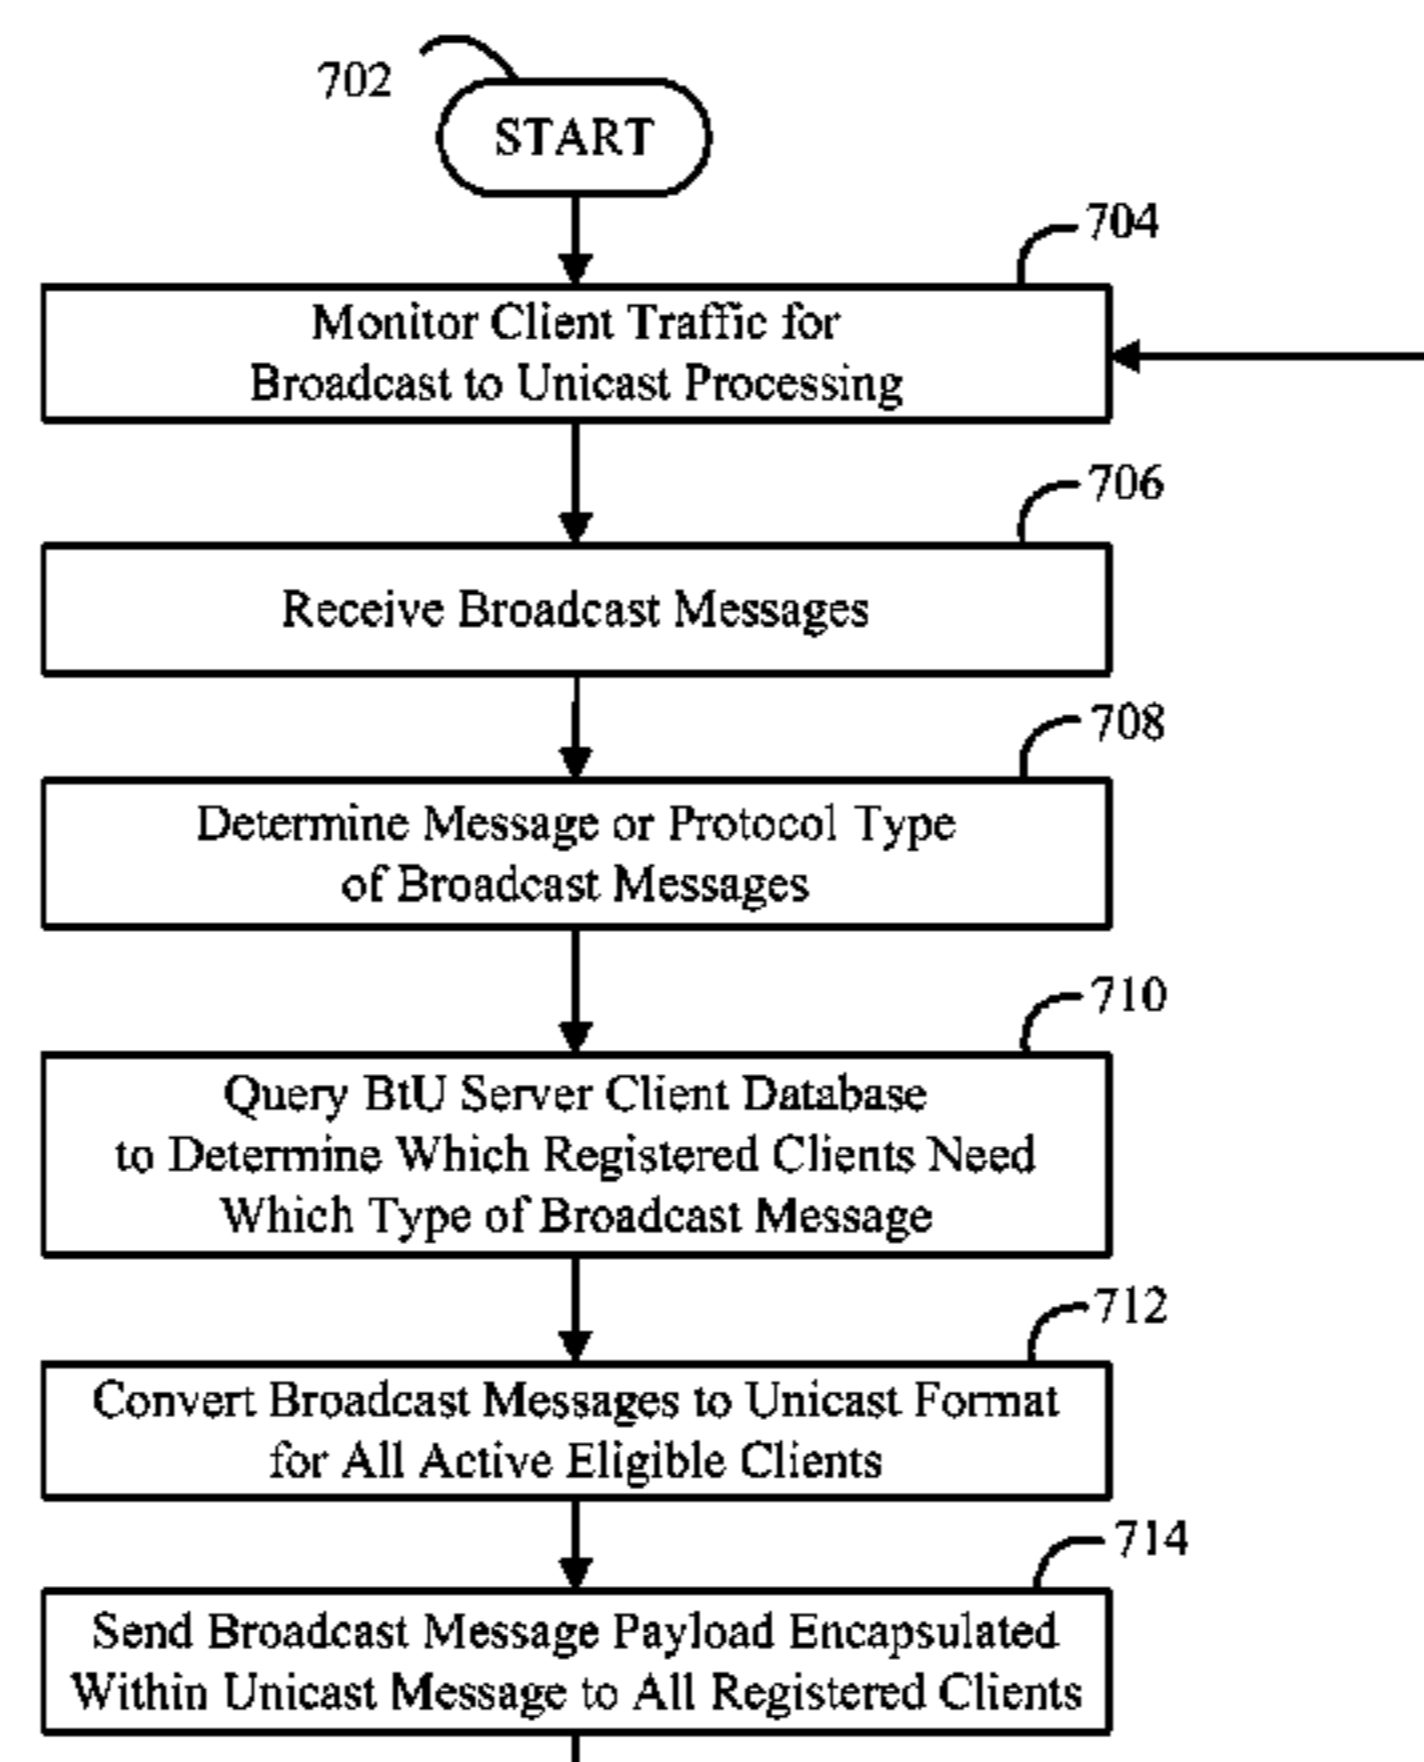 702
START
704
Monitor Client Traffic for
Broadcast to Unicast Processing
706
Receive Broadcast Messages
708
Determine Message or Protocol Type
of Broadcast Messages
710
Query BtU Server Client Database
to Determine Which Registered Clients Need
Which Type of Broadcast Message
712
Convert Broadcast Messages to Unicast Format
for All Active Eligible Clients
714
Send Broadcast Message Payload Encapsulated
Within Unicast Message to All Registered Clients